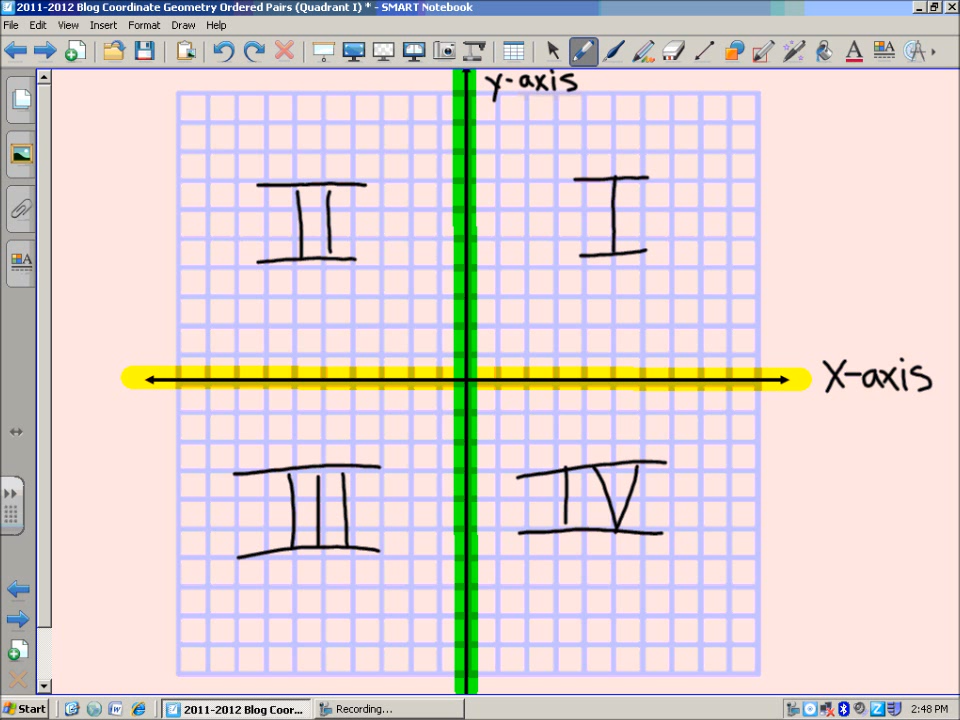 2011-2012 Blog Coordinate Geometry Ordered Pairs (Quadrant I) * - SMART Notebook
File Edit View Insert Format Draw Help
y-axis
II I
X-axis
III IV
Start 2011-2012 Blog Coor... Recording... 2:48 PM